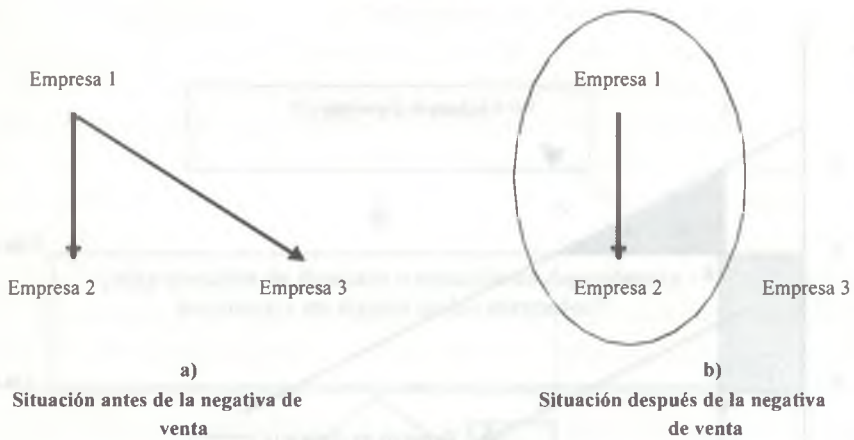 Empresa 1
Empresa 1
Empresa 2
Empresa 3
Empresa 2
Empresa 3
a)
Situación antes de la negativa de
venta
b)
Situación después de la negativa
de venta